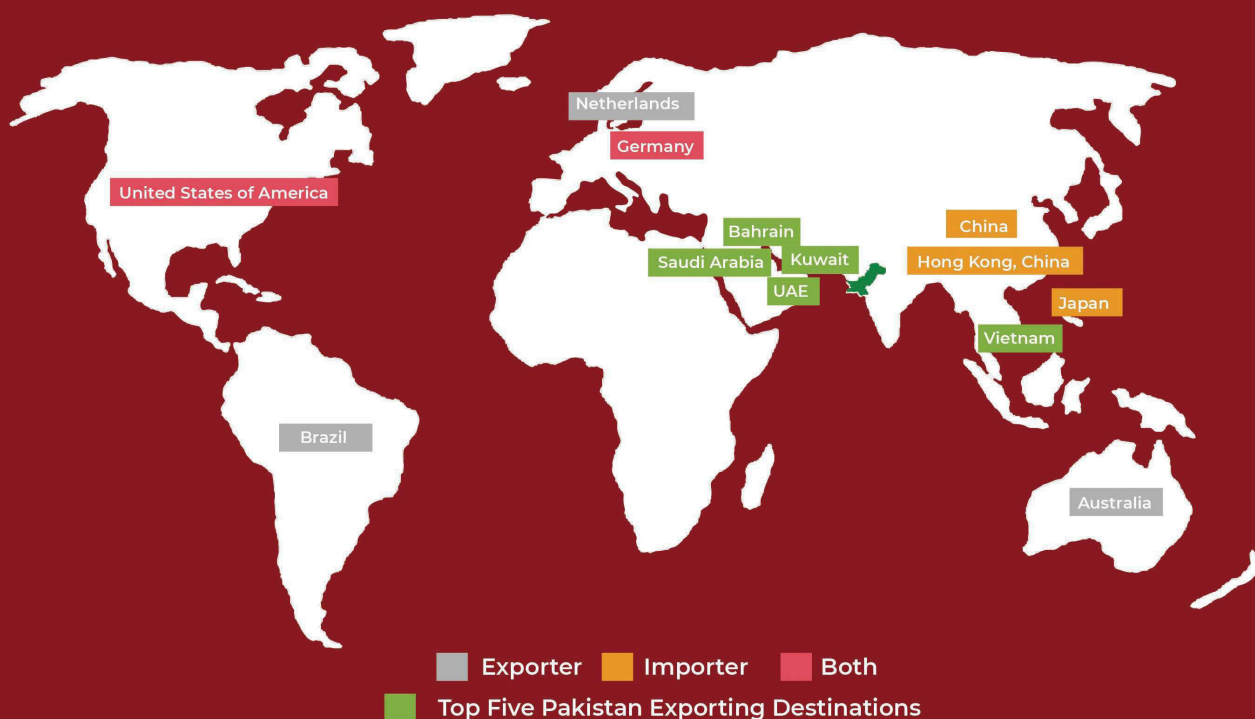 Netherlands
Germany
United States of America
China
Bahrain
Saudi Arabia
Kuwait
Hong Kong, China
UAE
Japan
Vietnam
Brazil
Australia
Exporter
Importer
Both
Top Five Pakistan Exporting Destinations